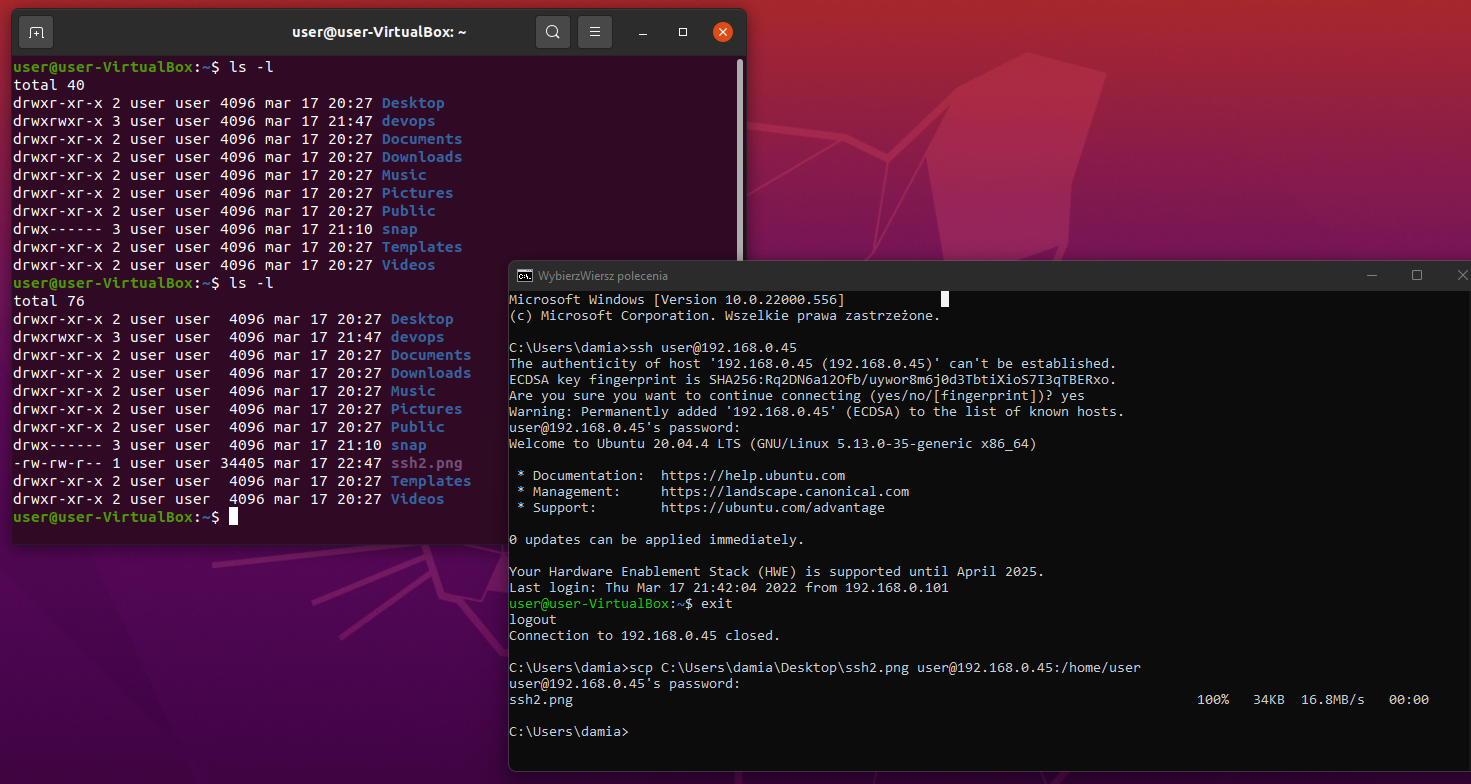 user@user-VirtualBox: ~
user@user-VirtualBox:~$ ls -l
total 40
drwxr-xr-x 2 user user 4096 mar 17 20:27 Desktop
drwxrwxr-x 3 user user 4096 mar 17 21:47 devops
drwxr-xr-x 2 user user 4096 mar 17 20:27 Documents
drwxr-xr-x 2 user user 4096 mar 17 20:27 Downloads
drwxr-xr-x 2 user user 4096 mar 17 20:27 Music
drwxr-xr-x 2 user user 4096 mar 17 20:27 Pictures
drwxr-xr-x 2 user user 4096 mar 17 20:27 Public
drwx------ 3 user user 4096 mar 17 21:10 snap
drwxr-xr-x 2 user user 4096 mar 17 20:27 Templates
drwxr-xr-x 2 user user 4096 mar 17 20:27 Videos
user@user-VirtualBox:~$ ls -l
total 76
drwxr-xr-x 2 user user  4096 mar 17 20:27 Desktop
drwxrwxr-x 3 user user  4096 mar 17 21:47 devops
drwxr-xr-x 2 user user  4096 mar 17 20:27 Documents
drwxr-xr-x 2 user user  4096 mar 17 20:27 Downloads
drwxr-xr-x 2 user user  4096 mar 17 20:27 Music
drwxr-xr-x 2 user user  4096 mar 17 20:27 Pictures
drwxr-xr-x 2 user user  4096 mar 17 20:27 Public
drwx------ 3 user user  4096 mar 17 21:10 snap
-rw-rw-r-- 1 user user 34405 mar 17 22:47 ssh2.png
drwxr-xr-x 2 user user  4096 mar 17 20:27 Templates
drwxr-xr-x 2 user user  4096 mar 17 20:27 Videos
user@user-VirtualBox:~$
C:\.
WybierzWiersz polecenia
Microsoft Windows [Version 10.0.22000.556]
(c) Microsoft Corporation. Wszelkie prawa zastrzeżone.
C:\Users\damia>ssh user@192.168.0.45
The authenticity of host '192.168.0.45 (192.168.0.45)' can't be established.
ECDSA key fingerprint is SHA256:Rq2DN6a12Ofb/uywor8m6j0d3TbtiXioS7I3qTBERxo.
Are you sure you want to continue connecting (yes/no/[fingerprint])? yes
Warning: Permanently added '192.168.0.45' (ECDSA) to the list of known hosts.
user@192.168.0.45's password:
Welcome to Ubuntu 20.04.4 LTS (GNU/Linux 5.13.0-35-generic x86_64)
* Documentation:  https://help.ubuntu.com
* Management:     https://landscape.canonical.com
* Support:        https://ubuntu.com/advantage
0 updates can be applied immediately.
Your Hardware Enablement Stack (HWE) is supported until April 2025.
Last login: Thu Mar 17 21:42:04 2022 from 192.168.0.101
user@user-VirtualBox:~$ exit
logout
Connection to 192.168.0.45 closed.
C:\Users\damia>scp C:\Users\damia\Desktop\ssh2.png user@192.168.0.45:/home/user
user@192.168.0.45's password:
ssh2.png 100% 34KB 16.8MB/s 00:00
C:\Users\damia>